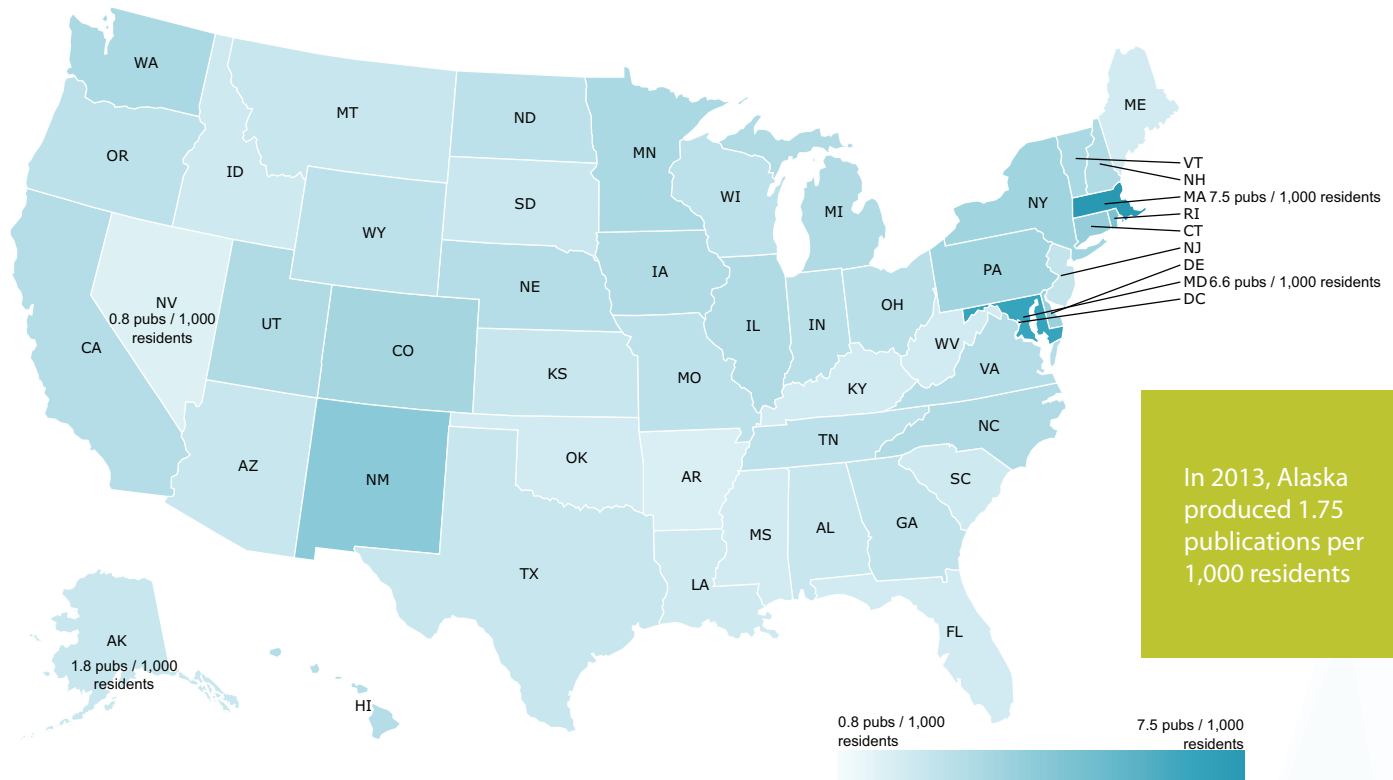 WA
MT
ND
MN
ME
OR
ID
SD
WI
MI
NY
VT
NH
MA 7.5 pubs / 1,000 residents
RI
CT
NJ
DE
MD 6.6 pubs / 1,000 residents
DC
WY
IA
PA
NE
NV
0.8 pubs / 1,000
residents
UT
CO
CA
IL
IN
OH
WV
VA
KS
MO
KY
NC
TN
AZ
NM
OK
AR
SC
MS
AL
GA
TX
LA
FL
In 2013, Alaska
produced 1.75
publications per
1,000 residents
AK
1.8 pubs / 1,000
residents
HI
0.8 pubs / 1,000
residents
7.5 pubs / 1,000
residents